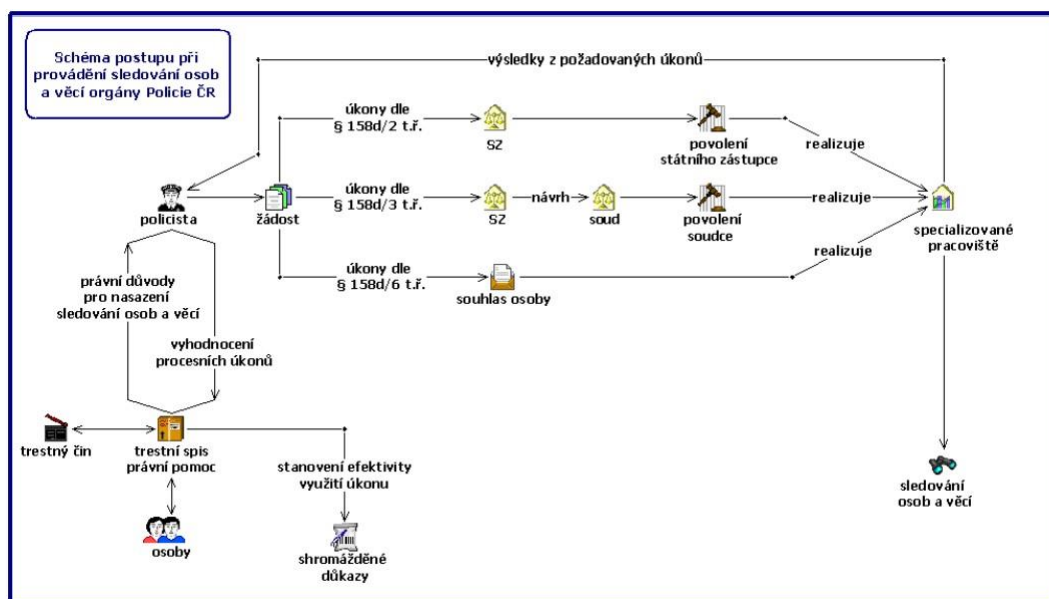 Schéma postupu při
provádění sledování osob
a věcí orgány Policie ČR
výsledky z požadovaných úkonů
úkony dle
§ 158d/2 t.ř.
SZ
povolení
státního zástupce
realizuje
policista
žádost
úkony dle
§ 158d/3 t.ř.
SZ
návrh
soud
povolení
soudce
realizuje
specializované
pracoviště
realizuje
úkony dle
§ 158d/6 t.ř.
souhlas osoby
právní důvody
pro nasazení
sledování osob a věcí
vyhodnocení
procesních úkonů
trestný čin
trestní spis
právní pomoc
stanovení efektivity
využití úkonu
sledování
osob a věcí
osoby
shromážděné
důkazy